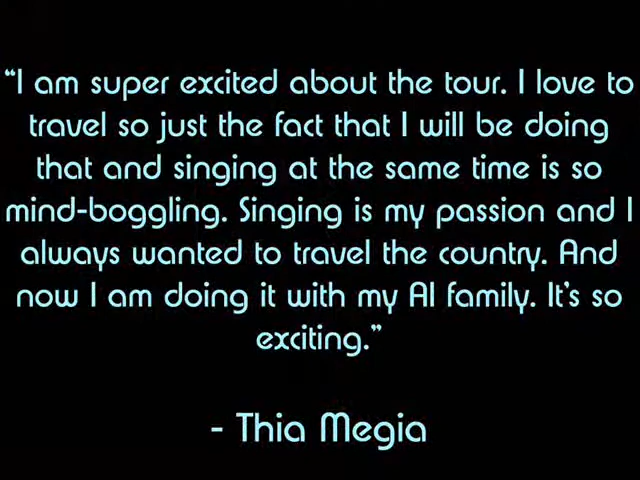 “I am super excited about the tour. I love to
travel so just the fact that I will be doing
that and singing at the same time is so
mind-boggling. Singing is my passion and I
always wanted to travel the country. And
now I am doing it with my AI family. It's so
exciting.”
- Thia Megia